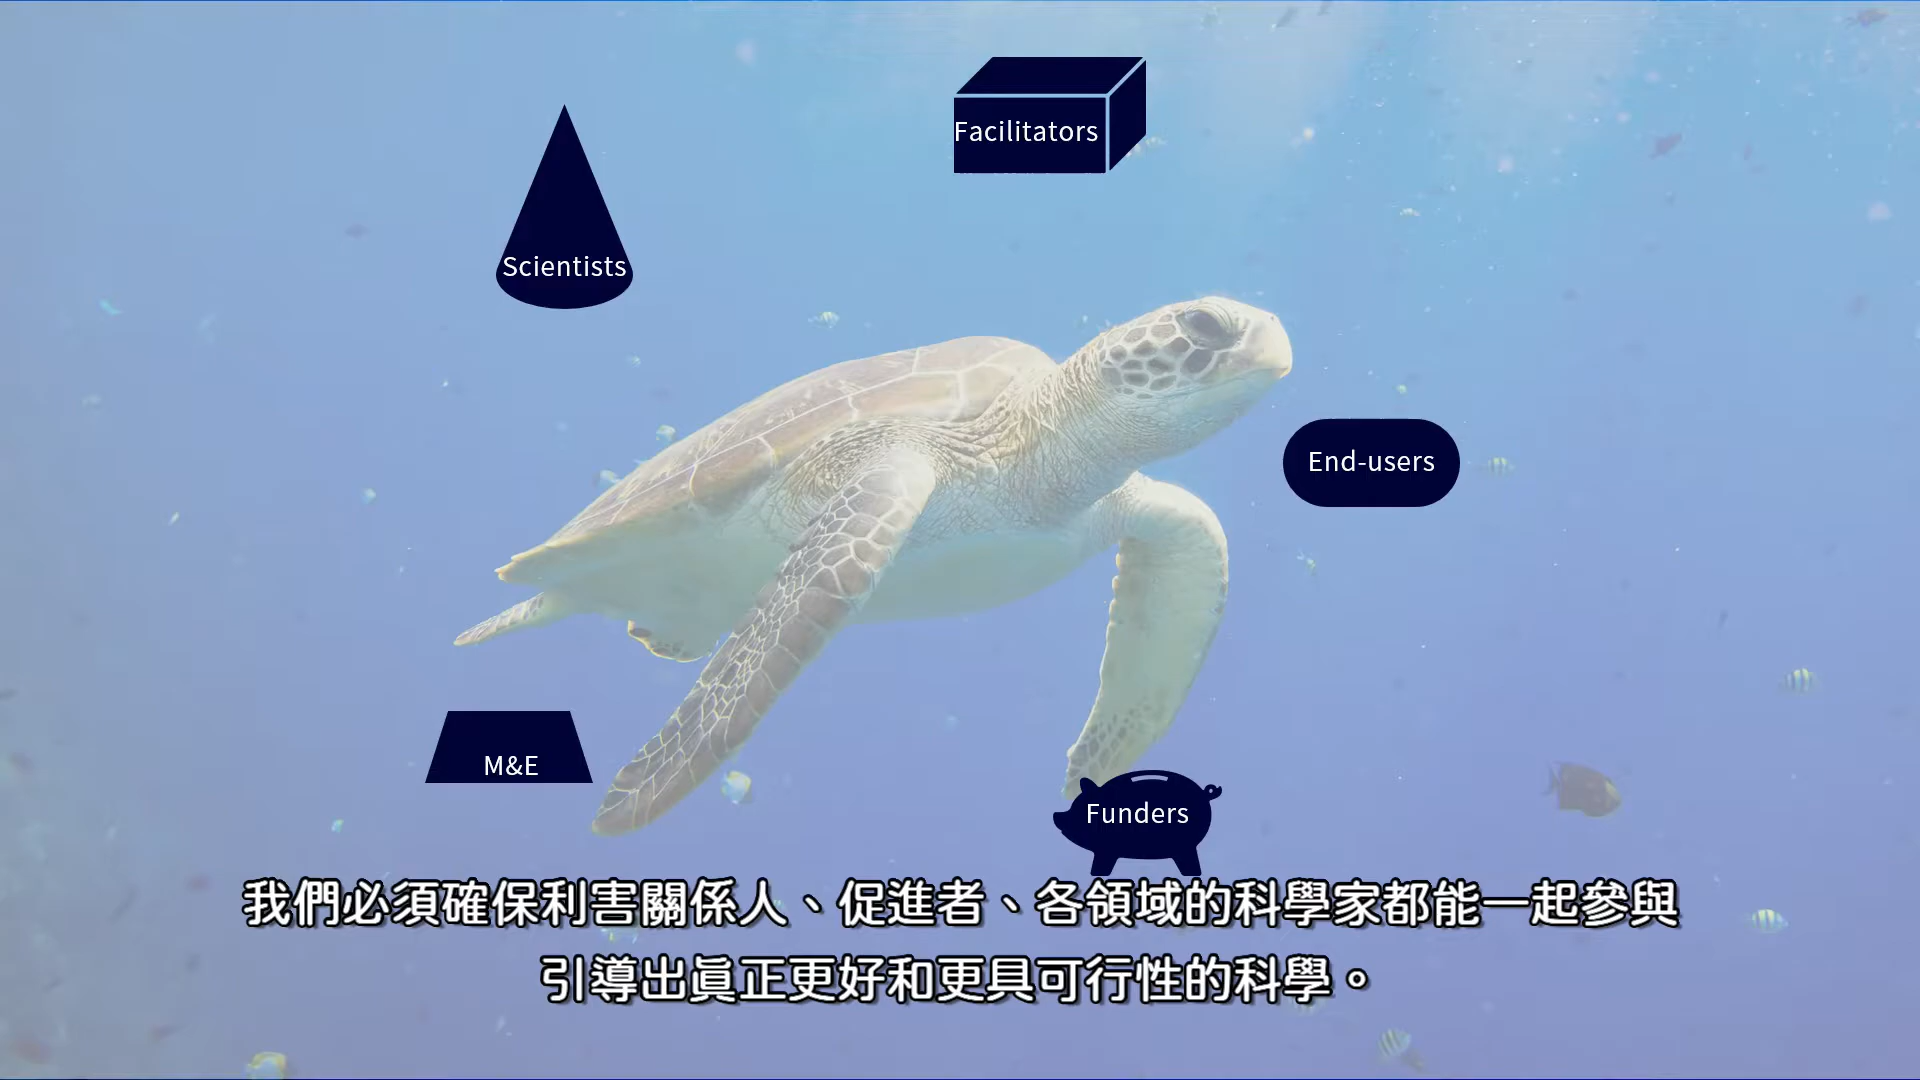 Facilitators
Scientists
End-users
M&E
Funders
我們必須確保利害關係人、促進者、各領域的科學家都能一起參與
引導出眞正更好和更具可行性的科學。